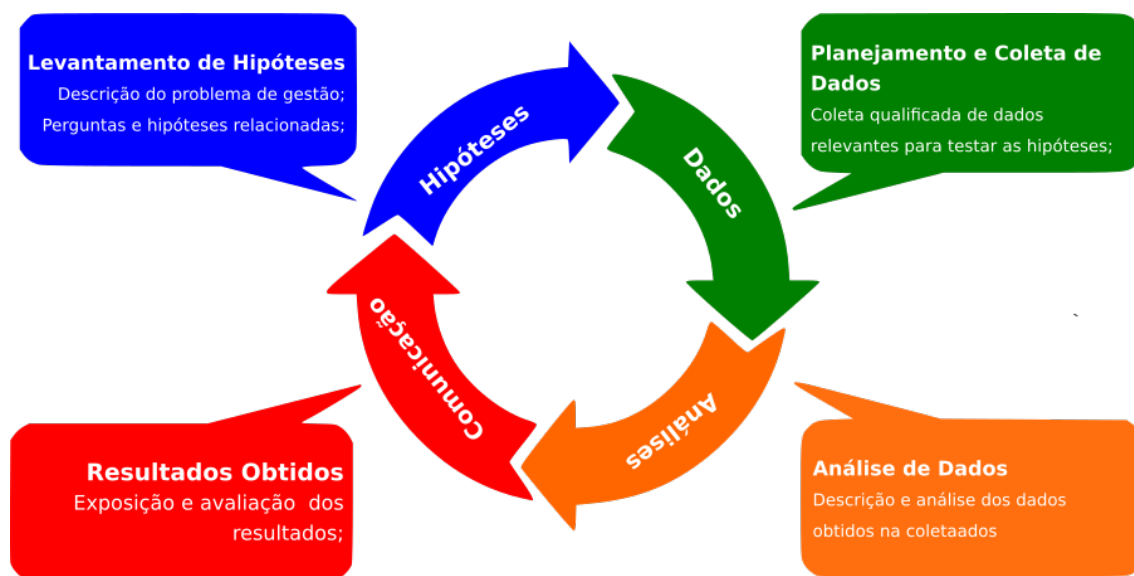 Levantamento de Hipóteses
Descrição do problema de gestão;
Perguntas e hipóteses relacionadas;
Hipóteses
Dados
Planejamento e Coleta de
Dados
Coleta qualificada de dados
relevantes para testar as hipóteses;
Comunicação
Análises
Resultados Obtidos
Exposição e avaliação dos
resultados;
Análise de Dados
Descrição e análise dos dados
obtidos na coletaados